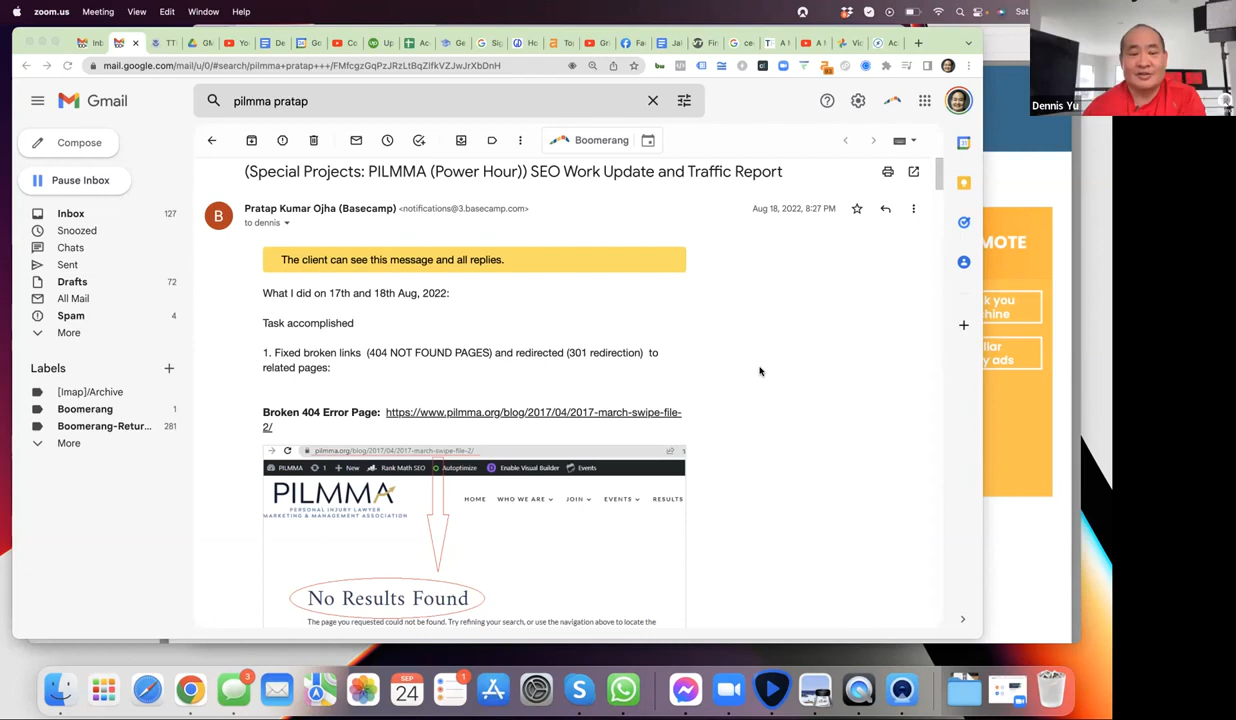 zoom.us Meeting View Edit Window Help Sat
mail.google.com/mail/u/0/#search/pilmma+pratap+++/FMfcgzGqPzJRzLtBqZlfkVZJwJrXbDnH
Gmail
pilmma pratap
Dennis Yu
Compose
Boomerang
Pause Inbox
(Special Projects: PILMMA (Power Hour)) SEO Work Update and Traffic Report
Inbox 127
Snoozed
Chats
Sent
Drafts 72
All Mail
Spam 4
More
Labels
[Imap]/Archive
Boomerang 1
Boomerang-Retur... 281
More
B
Pratap Kumar Ojha (Basecamp) <notifications@3.basecamp.com>
Aug 18, 2022, 8:27 PM
to dennis
The client can see this message and all replies.
What I did on 17th and 18th Aug, 2022:
Task accomplished
1. Fixed broken links (404 NOT FOUND PAGES) and redirected (301 redirection) to
related pages:
Broken 404 Error Page: https://www.pilmma.org/blog/2017/04/2017-march-swipe-file-
2/
pilmma.org/blog/2017/04/2017-march-swipe-file-2/
PILMMA 1 New Rank Math SEO Autoptimize Enable Visual Builder Events
PILMMA
PERSONAL INJURY LAWYER
MARKETING & MANAGEMENT ASSOCIATION
HOME WHO WE ARE JOIN EVENTS RESULTS
No Results Found
The page you requested could not be found. Try refining your search, or use the navigation above to locate the
MOTE
k you
hine
liar
y ads
3
SEP
24
1